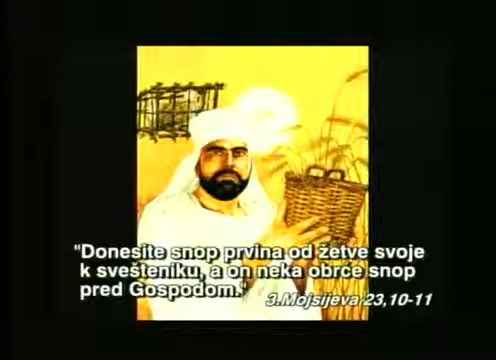 "Donesite snop prvina od žetve svoje
k svešteniku, a on neka obrće snop
pred Gospodom."
3.Mojsijeva 23,10-11